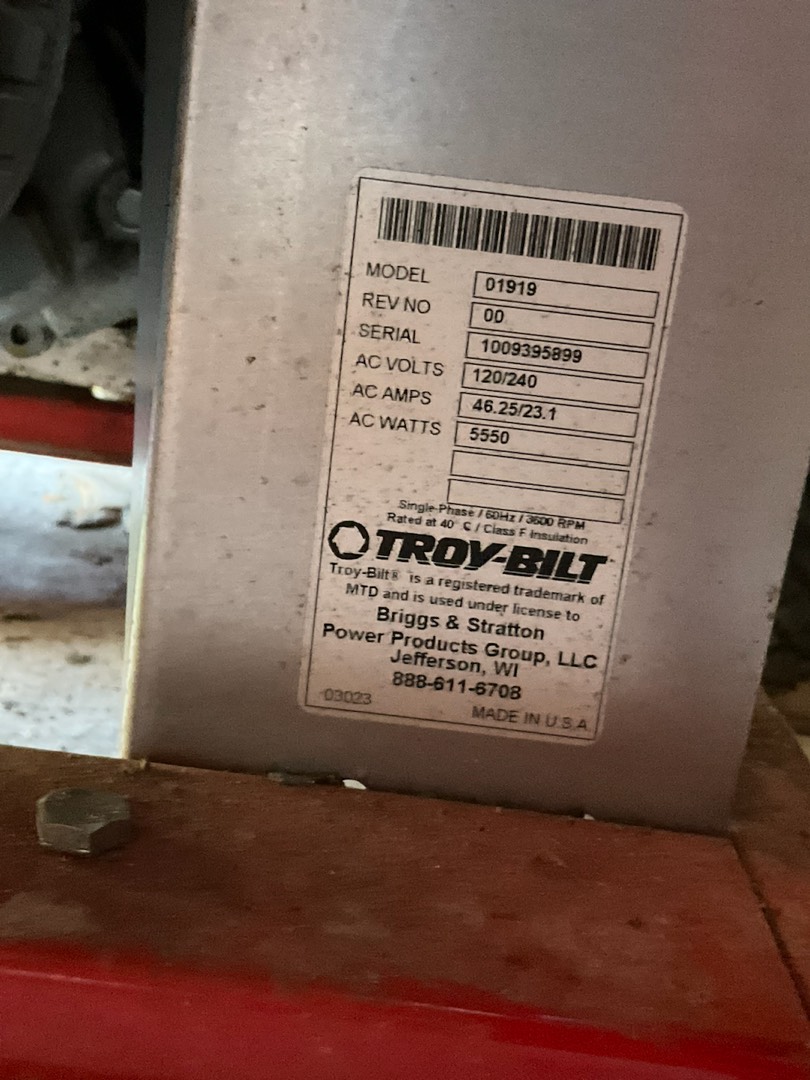 MODEL 01919
REV NO 00
SERIAL 1009395899
AC VOLTS 120/240
AC AMPS 46.25/23.1
AC WATTS 5550
Single-Phase / 60Hz / 3600 RPM
Rated at 40° C / Class F Insulation
TROY-BILT
Troy-Bilt® is a registered trademark of
MTD and is used under license to
Briggs & Stratton
Power Products Group, LLC
Jefferson, WI
888-611-6708
03023 MADE IN U.S.A.